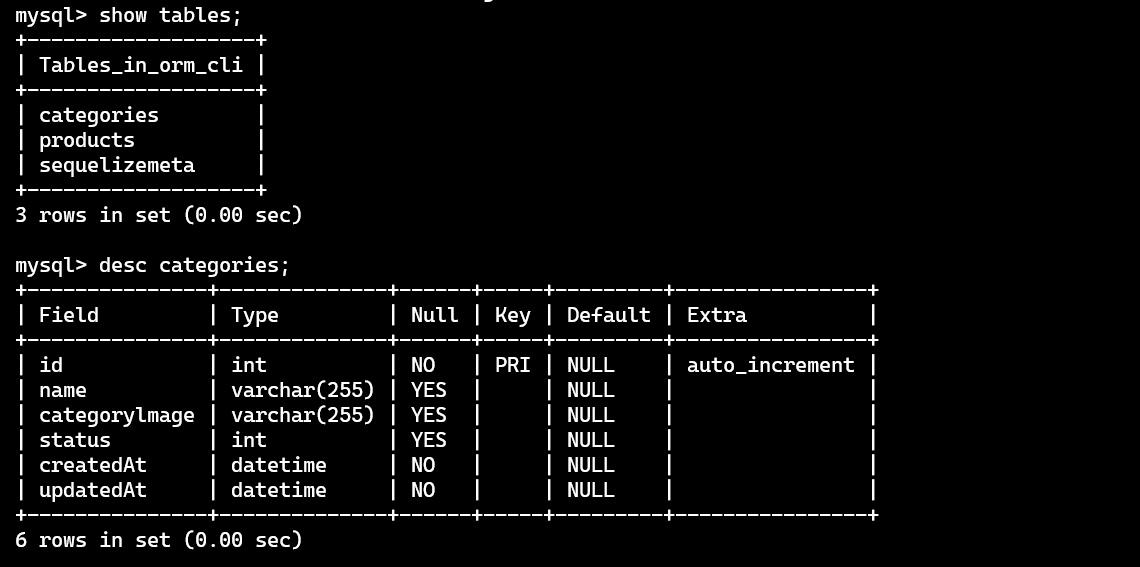 mysql> show tables;
+-------------------+
| Tables_in_orm_cli |
+-------------------+
| categories        |
| products          |
| sequelizemeta     |
+-------------------+
3 rows in set (0.00 sec)

mysql> desc categories;
+---------------+--------------+------+-----+---------+----------------+
| Field         | Type         | Null | Key | Default | Extra          |
+---------------+--------------+------+-----+---------+----------------+
| id            | int          | NO   | PRI | NULL    | auto_increment |
| name          | varchar(255) | YES  |     | NULL    |                |
| categorylmage | varchar(255) | YES  |     | NULL    |                |
| status        | int          | YES  |     | NULL    |                |
| createdAt     | datetime     | NO   |     | NULL    |                |
| updatedAt     | datetime     | NO   |     | NULL    |                |
+---------------+--------------+------+-----+---------+----------------+
6 rows in set (0.00 sec)